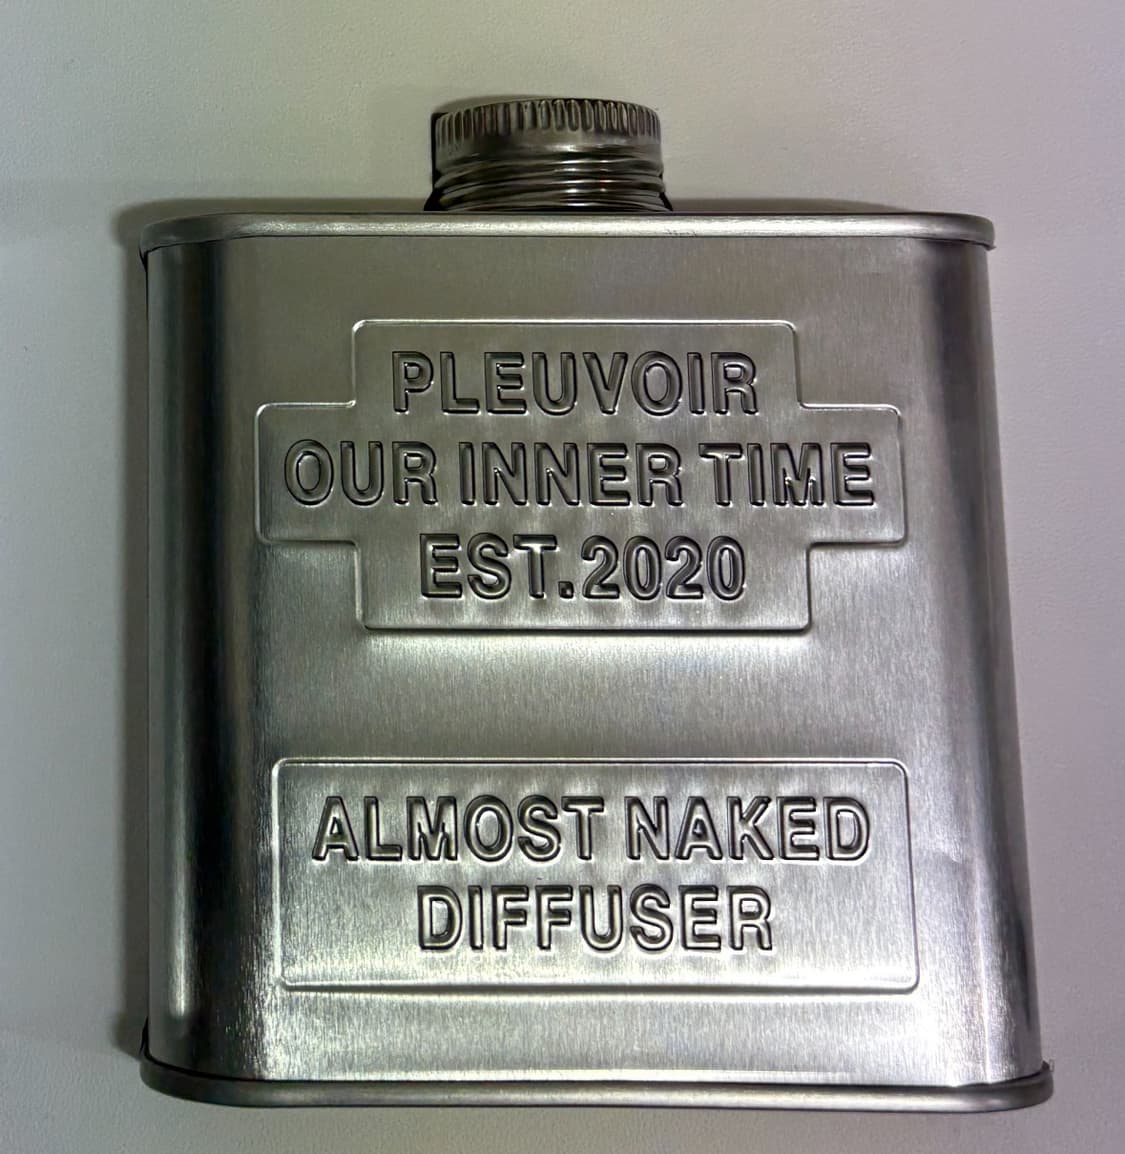 PLEUVOIR
OUR INNER TIME
EST.2020
ALMOST NAKED
DIFFUSER